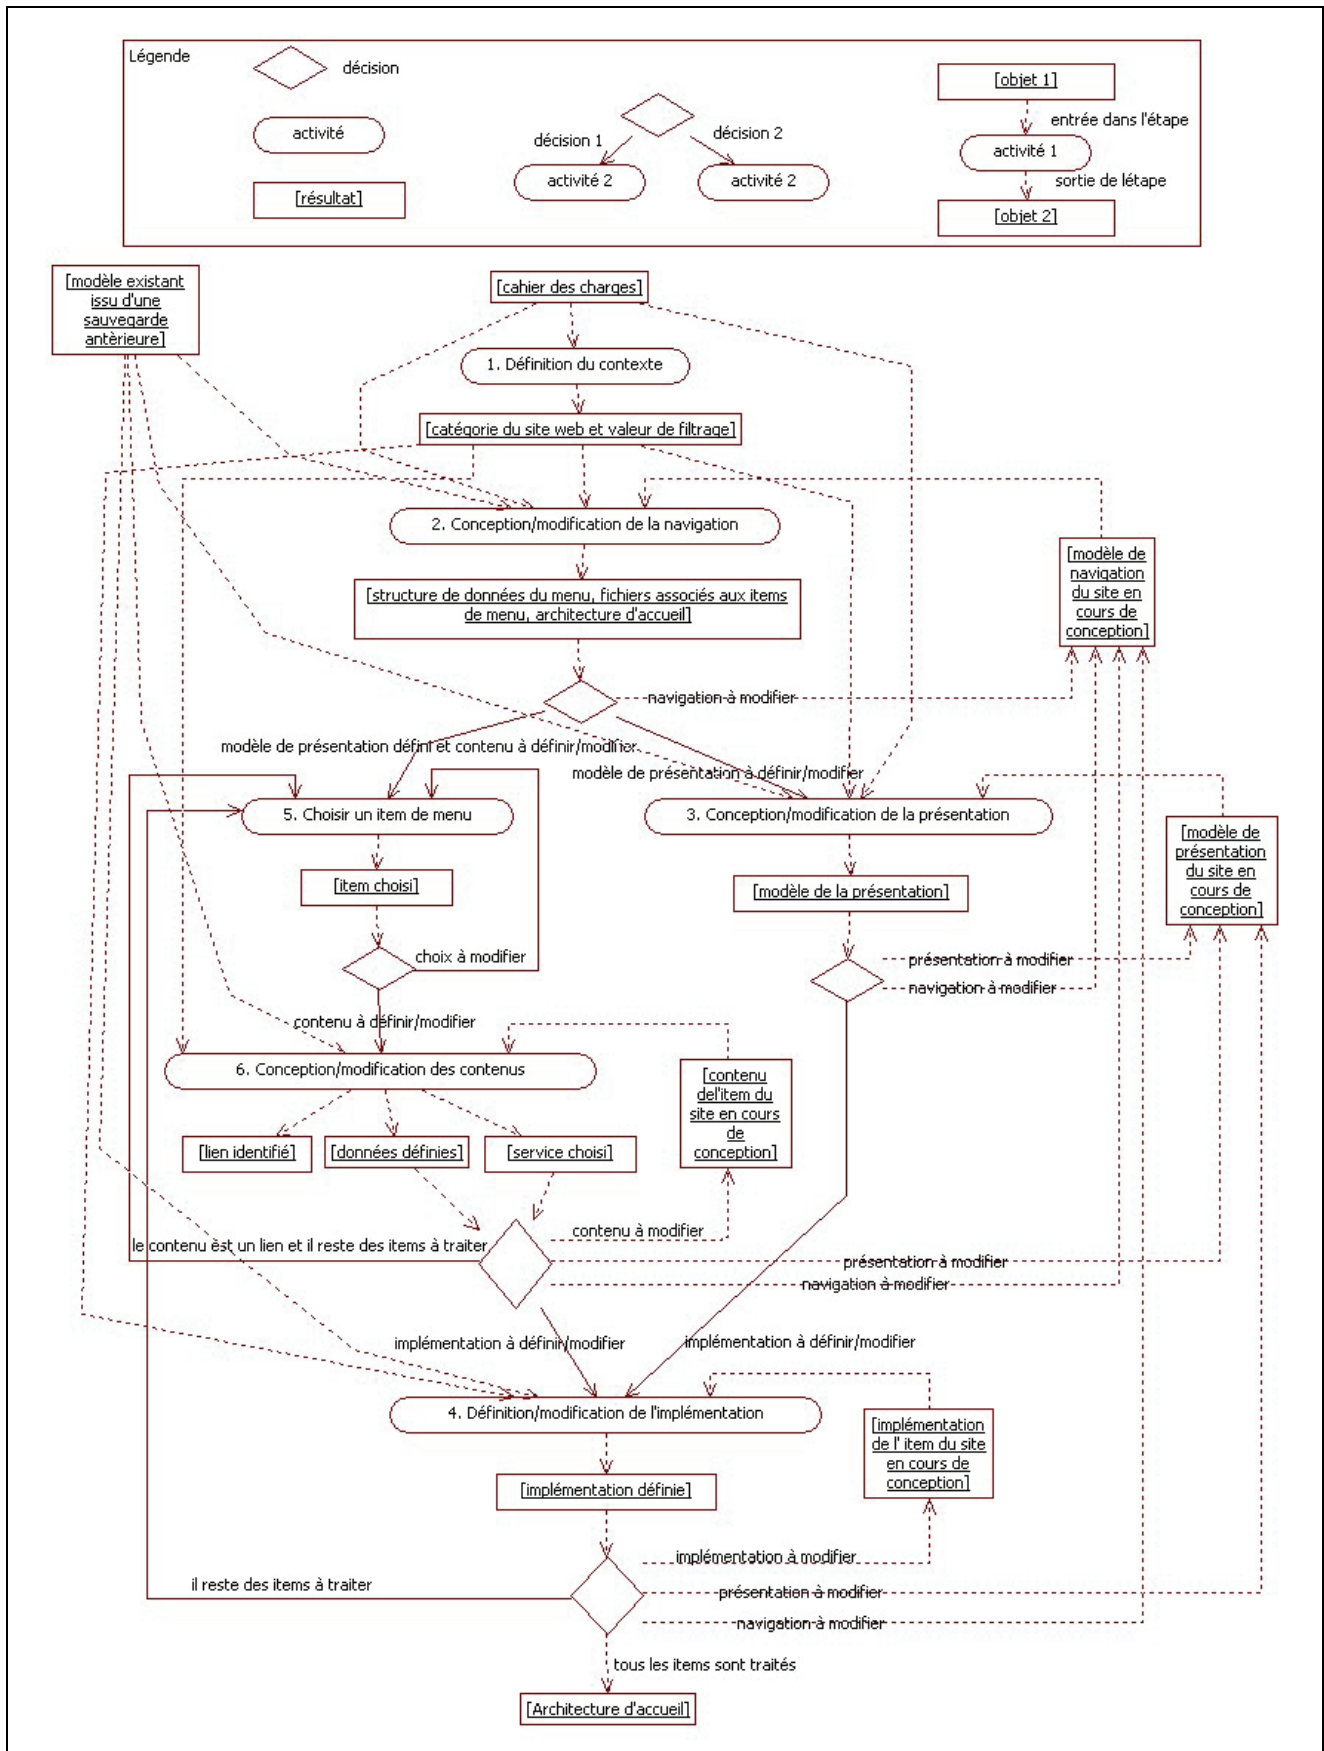 Légende
décision
activité
[résultat]
décision 1
décision 2
activité 2
activité 2
[objet 1]
entrée dans l'étape
activité 1
sortie de létape
[objet 2]
[modèle existant
issu d'une
sauvegarde
antèrieure]
[cahier des charges]
1. Définition du contexte
[catégorie du site web et valeur de filtrage]
2. Conception/modification de la navigation
[structure de données du menu, fichiers associés aux items
de menu, architecture d'accueil]
[modèle de
navigation
du site en
cours de
conception]
navigation à modifier
modèle de présentation défini et contenu à définir/modifier
modèle de présentation à définir/modifier
5. Choisir un item de menu
3. Conception/modification de la présentation
[modèle de
présentation
du site en
cours de
conception]
[item choisi]
[modèle de la présentation]
choix à modifier
présentation à modifier
navigation à modifier
contenu à définir/modifier
6. Conception/modification des contenus
[contenu
del'item du
site en cours
de
conception]
[lien identifié]
[données définies]
[service choisi]
contenu à modifier
le contenu est un lien et il reste des items à traiter
présentation à modifier
navigation à modifier
implémentation à définir/modifier
implémentation à définir/modifier
4. Définition/modification de l'implémentation
[implémentation
de l' item du site
en cours de
conception]
[implémentation définie]
implémentation à modifier
il reste des items à traiter
présentation à modifier
navigation à modifier
tous les items sont traités
[Architecture d'accueil]